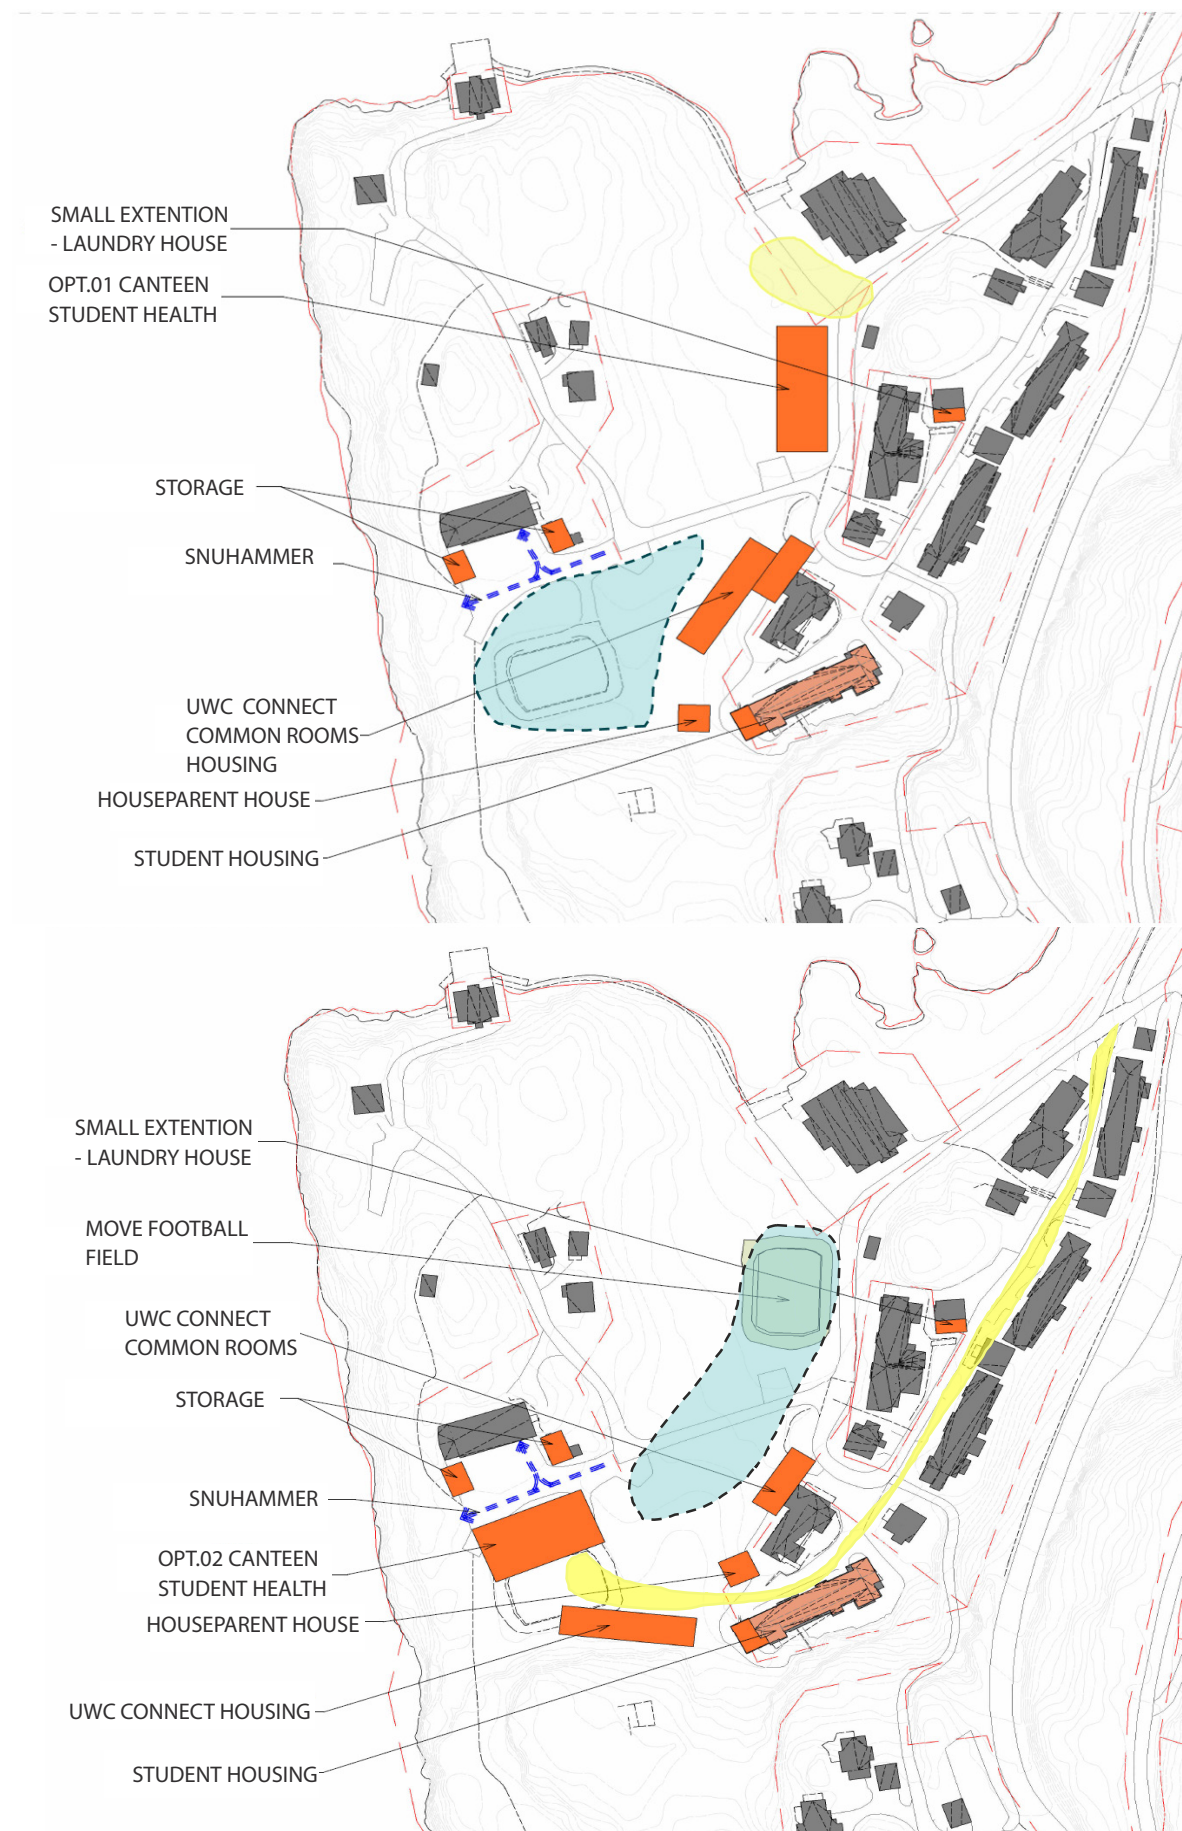 SMALL EXTENTION
- LAUNDRY HOUSE
OPT.01 CANTEEN
STUDENT HEALTH
STORAGE
SNUHAMMER
UWC CONNECT
COMMON ROOMS
HOUSING
HOUSEPARENT HOUSE
STUDENT HOUSING
SMALL EXTENTION
- LAUNDRY HOUSE
MOVE FOOTBALL
FIELD
UWC CONNECT
COMMON ROOMS
STORAGE
SNUHAMMER
OPT.02 CANTEEN
STUDENT HEALTH
HOUSEPARENT HOUSE
UWC CONNECT HOUSING
STUDENT HOUSING